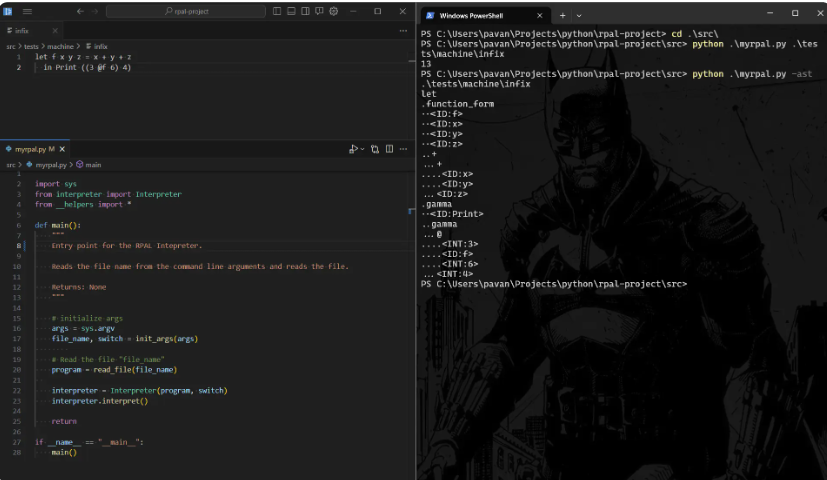 rpal-project
infix
src > tests > machine > infix
1 let f x y z = x + y + z
2 in Print ((3 @f 6) 4)
myrpal.py M
src > myrpal.py > main
1
2 import sys
3 from interpreter import Interpreter
4 from __helpers import *
5
6 def main():
7 """
8 Entry point for the RPAL Intepreter.
9
10 Reads the file name from the command line arguments and reads the file.
11
12 Returns: None
13 """
14
15 # initialize args
16 args = sys.argv
17 file_name, switch = init_args(args)
18
19 # Read the file "file_name"
20 program = read_file(file_name)
21
22 interpreter = Interpreter(program, switch)
23 interpreter.interpret()
24
25 return
26
27 if __name__ == "__main__":
28 main()
Windows PowerShell
PS C:\Users\pavan\Projects\python\rpal-project> cd .\src\
PS C:\Users\pavan\Projects\python\rpal-project\src> python .\myrpal.py .\tes
ts\machine\infix
13
PS C:\Users\pavan\Projects\python\rpal-project\src> python .\myrpal.py -ast
.\tests\machine\infix
let
.function_form
..<ID:f>
..<ID:x>
..<ID:y>
..<ID:z>
..+
...+
....<ID:x>
....<ID:y>
...<ID:z>
.gamma
..<ID:Print>
..gamma
...@
....<INT:3>
....<ID:f>
....<INT:6>
...<INT:4>
PS C:\Users\pavan\Projects\python\rpal-project\src>